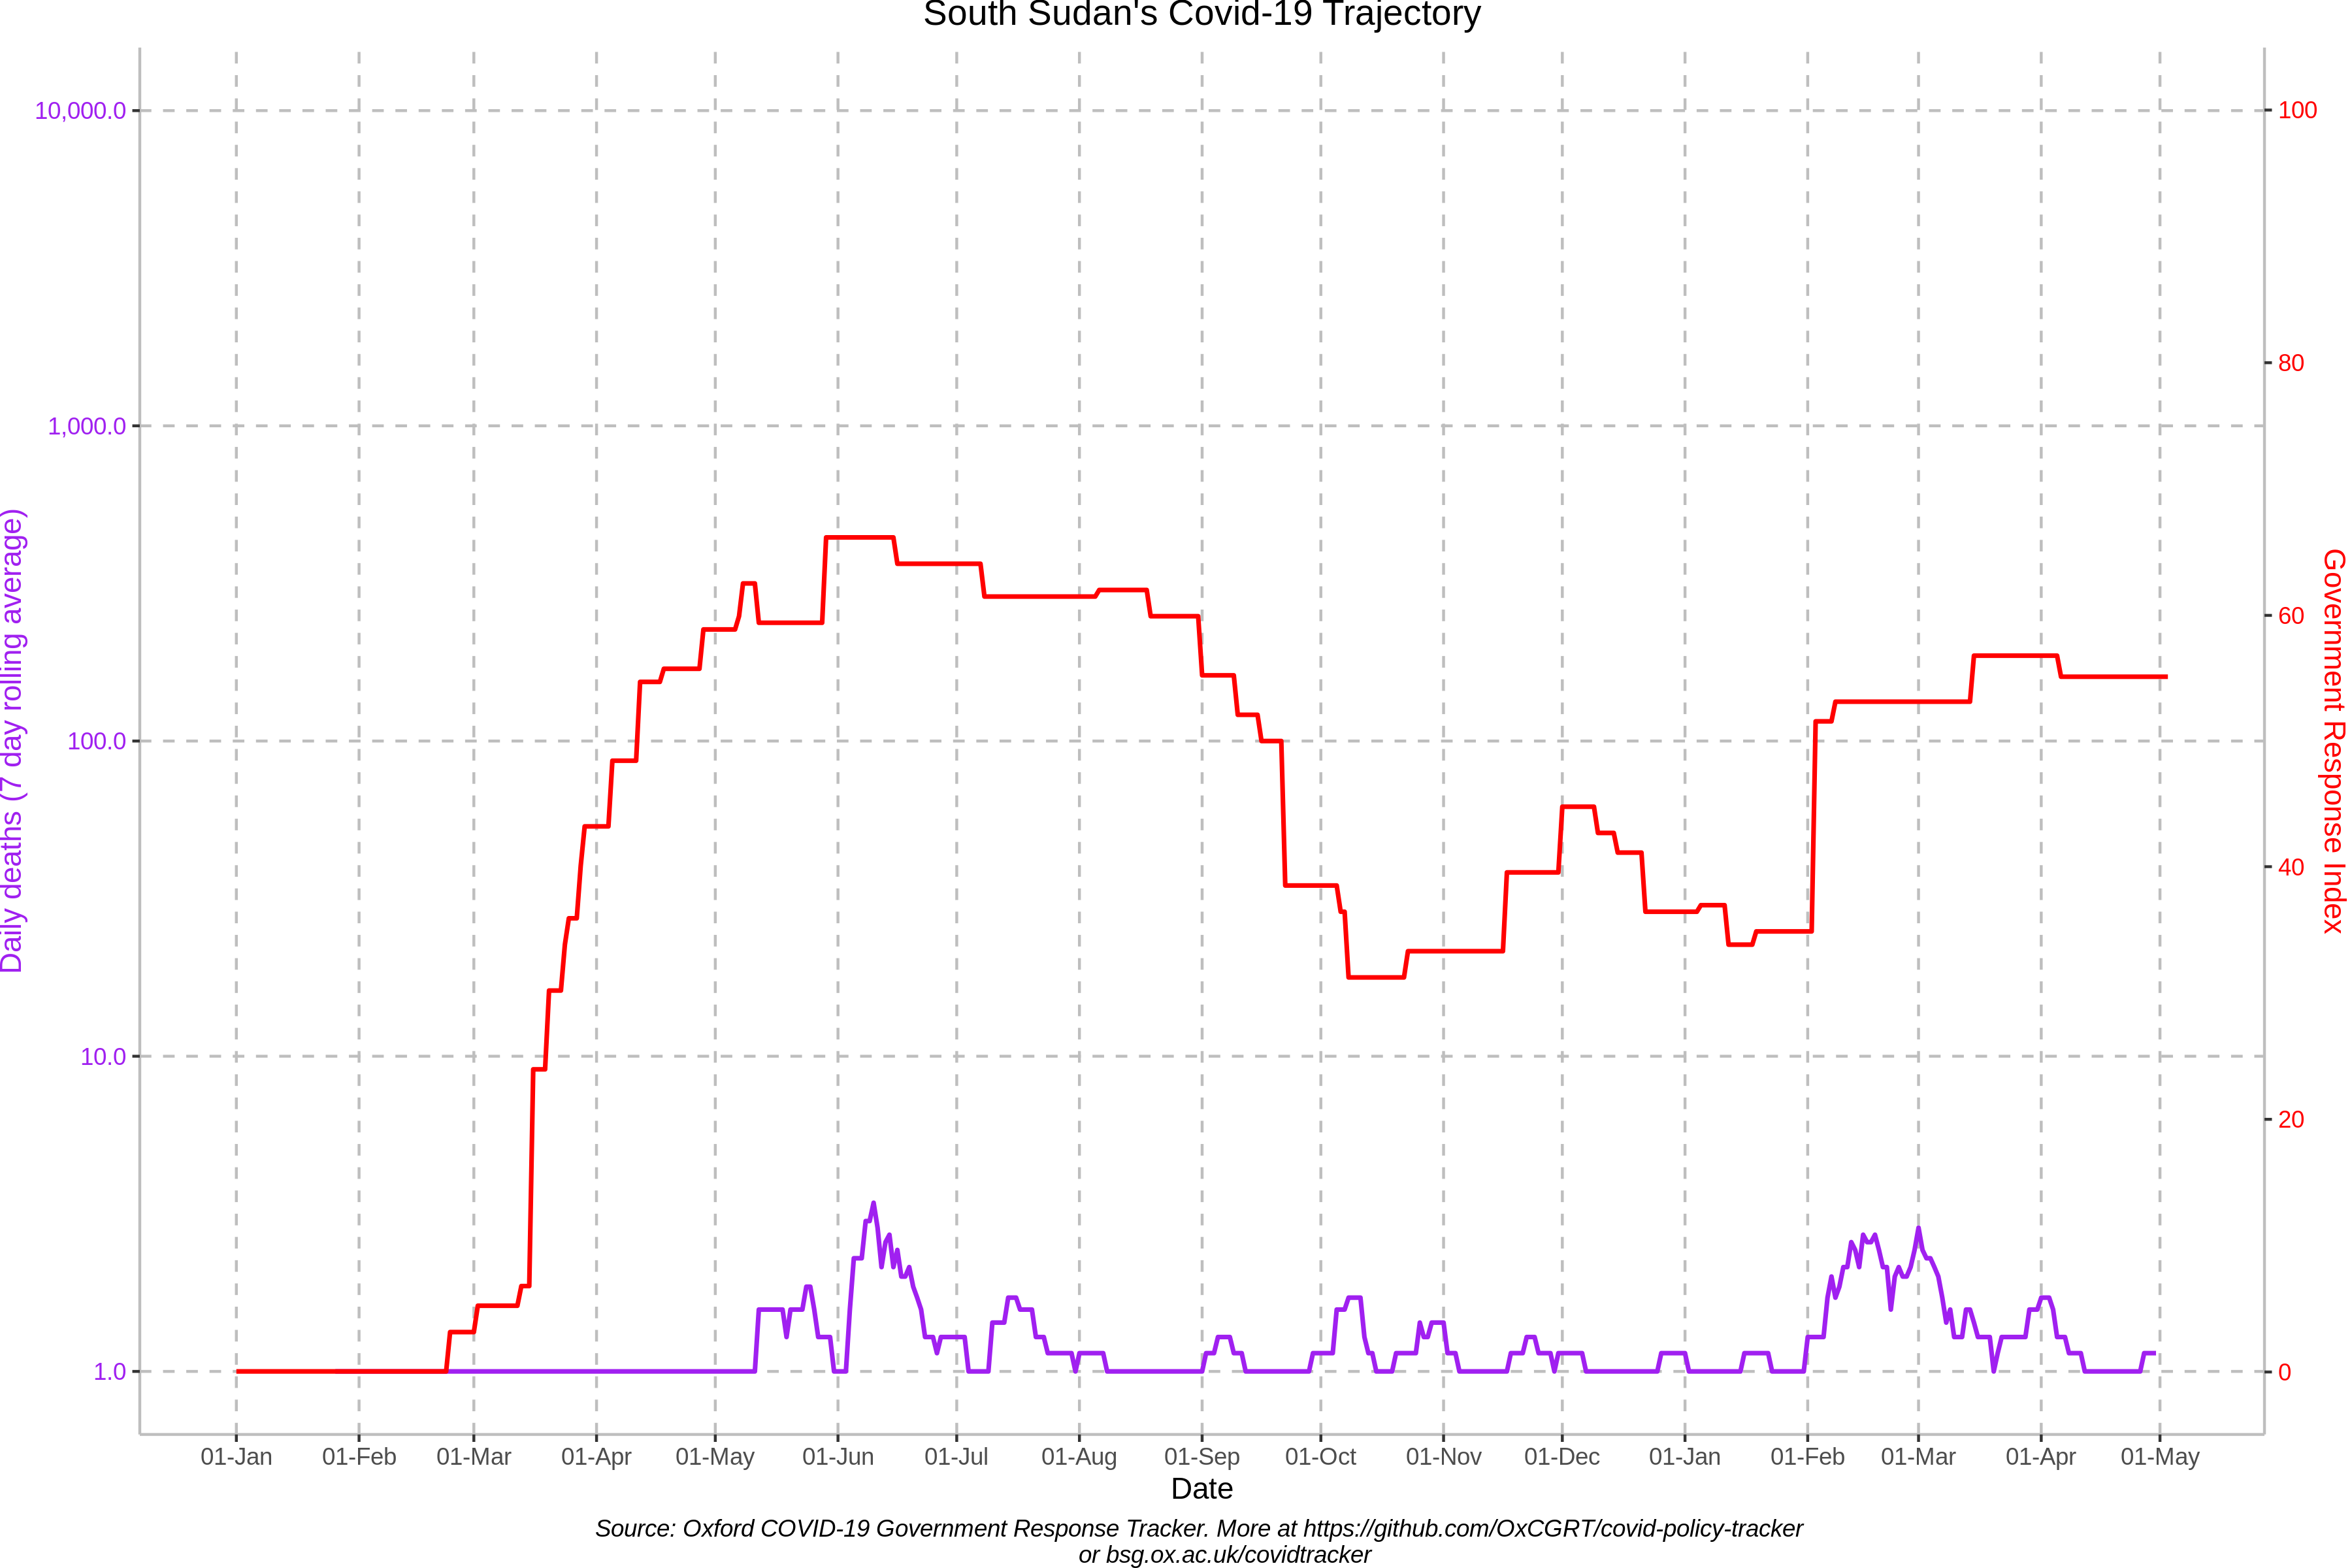 South Sudan's Covid-19 Trajectory
10,000.0
1,000.0
100.0
10.0
1.0
Daily deaths (7 day rolling average)
100
80
60
40
20
0
Government Response Index
01-Jan 01-Feb 01-Mar 01-Apr 01-May 01-Jun 01-Jul 01-Aug 01-Sep 01-Oct 01-Nov 01-Dec 01-Jan 01-Feb 01-Mar 01-Apr 01-May
Date
Source: Oxford COVID-19 Government Response Tracker. More at https://github.com/OxCGRT/covid-policy-tracker
or bsg.ox.ac.uk/covidtracker